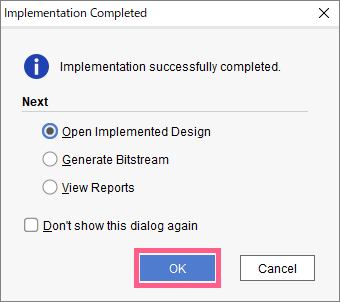 Implementation Completed
Implementation successfully completed.
Next
Open Implemented Design
Generate Bitstream
View Reports
Don't show this dialog again
OK
Cancel